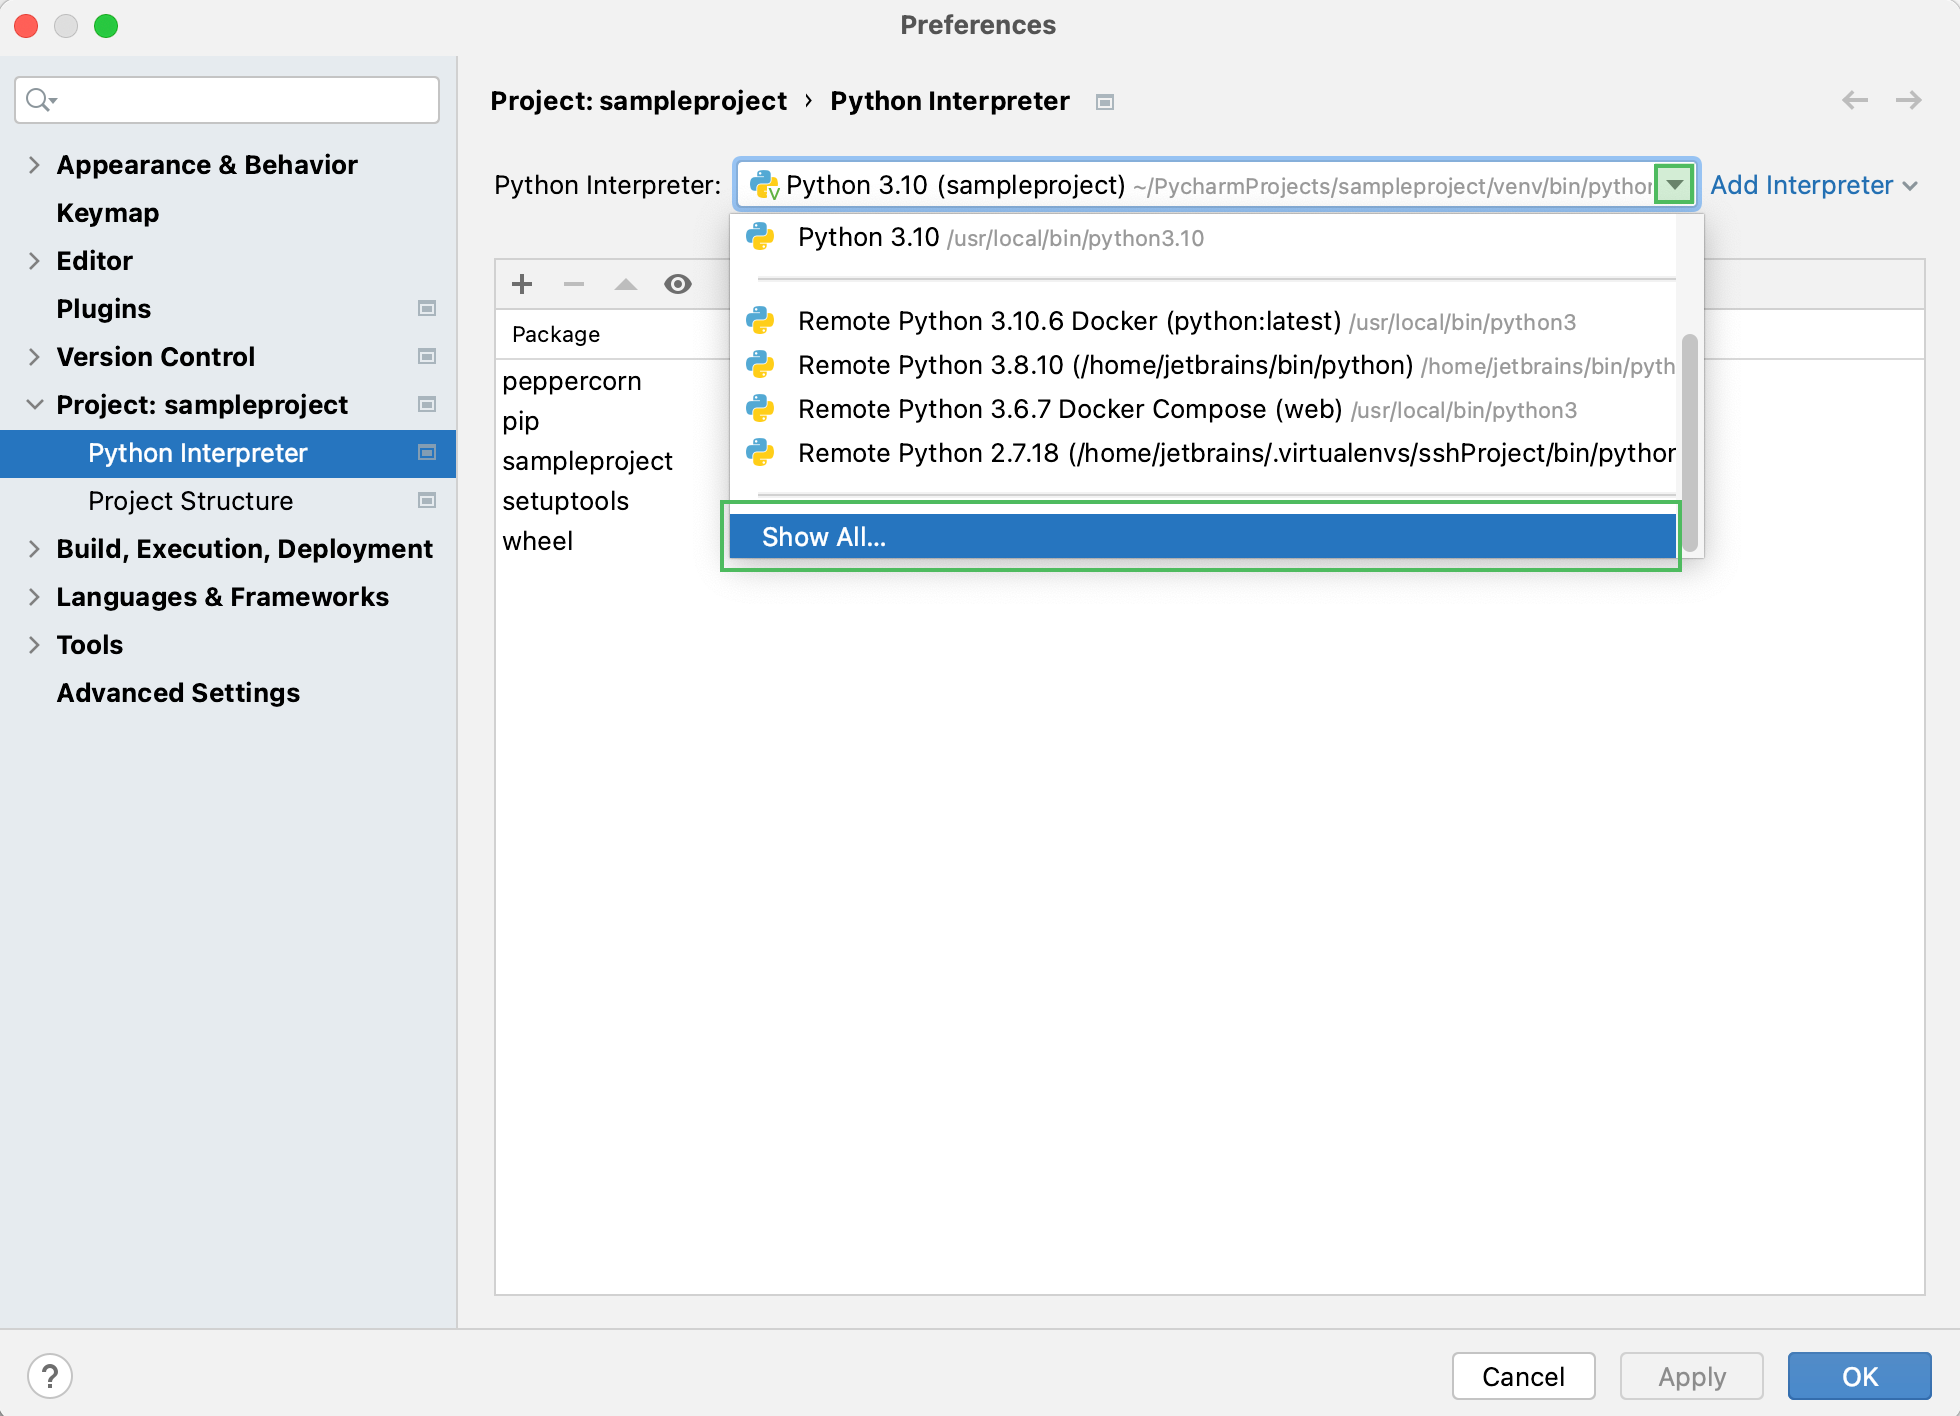 Preferences
Appearance & Behavior
Keymap
Editor
Plugins
Version Control
Project: sampleproject
Python Interpreter
Project Structure
Build, Execution, Deployment
Languages & Frameworks
Tools
Advanced Settings
Project: sampleproject › Python Interpreter
Python Interpreter: Python 3.10 (sampleproject) ~/PycharmProjects/sampleproject/venv/bin/python Add Interpreter
Python 3.10 /usr/local/bin/python3.10
Remote Python 3.10.6 Docker (python:latest) /usr/local/bin/python3
Remote Python 3.8.10 (/home/jetbrains/bin/python) /home/jetbrains/bin/pyth
Remote Python 3.6.7 Docker Compose (web) /usr/local/bin/python3
Remote Python 2.7.18 (/home/jetbrains/.virtualenvs/sshProject/bin/python
Show All...
Package
peppercorn
pip
sampleproject
setuptools
wheel
?
Cancel
Apply
OK